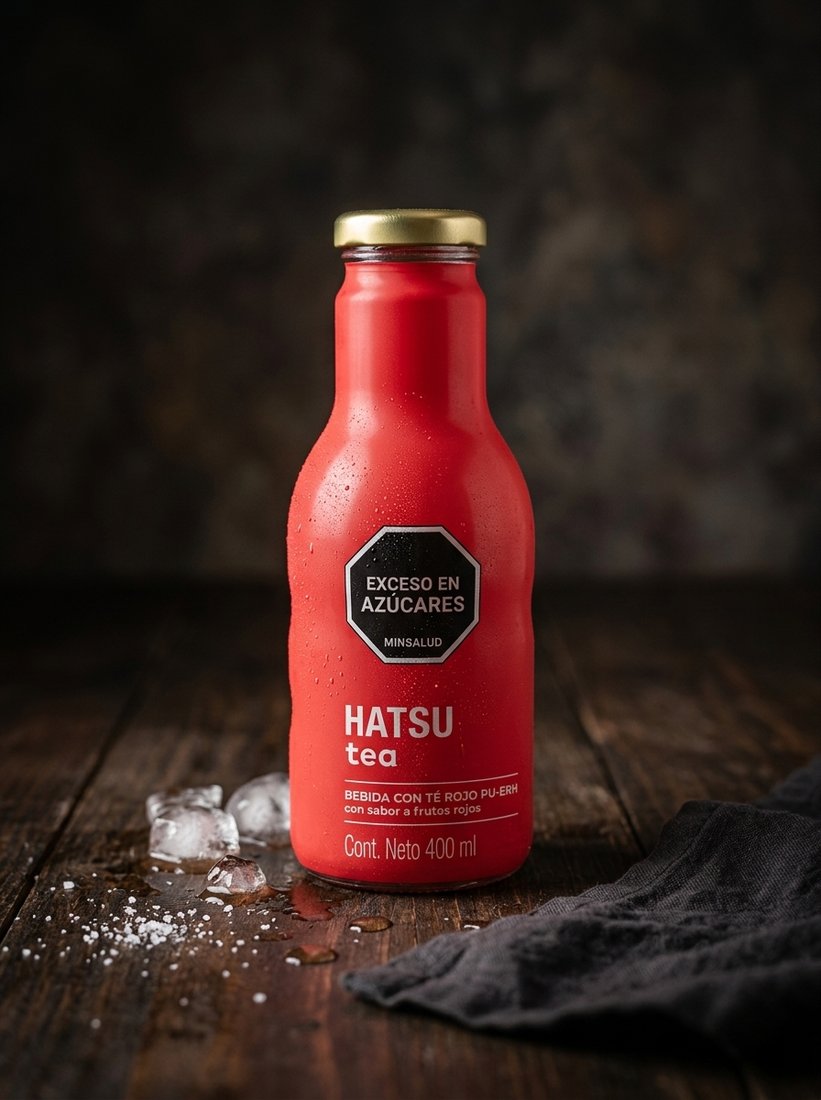 EXCESO EN
AZÚCARES
MINSALUD
HATSU
tea
BEBIDA CON TÉ ROJO PU-ERH
con sabor a frutos rojos
Cont. Neto 400 ml